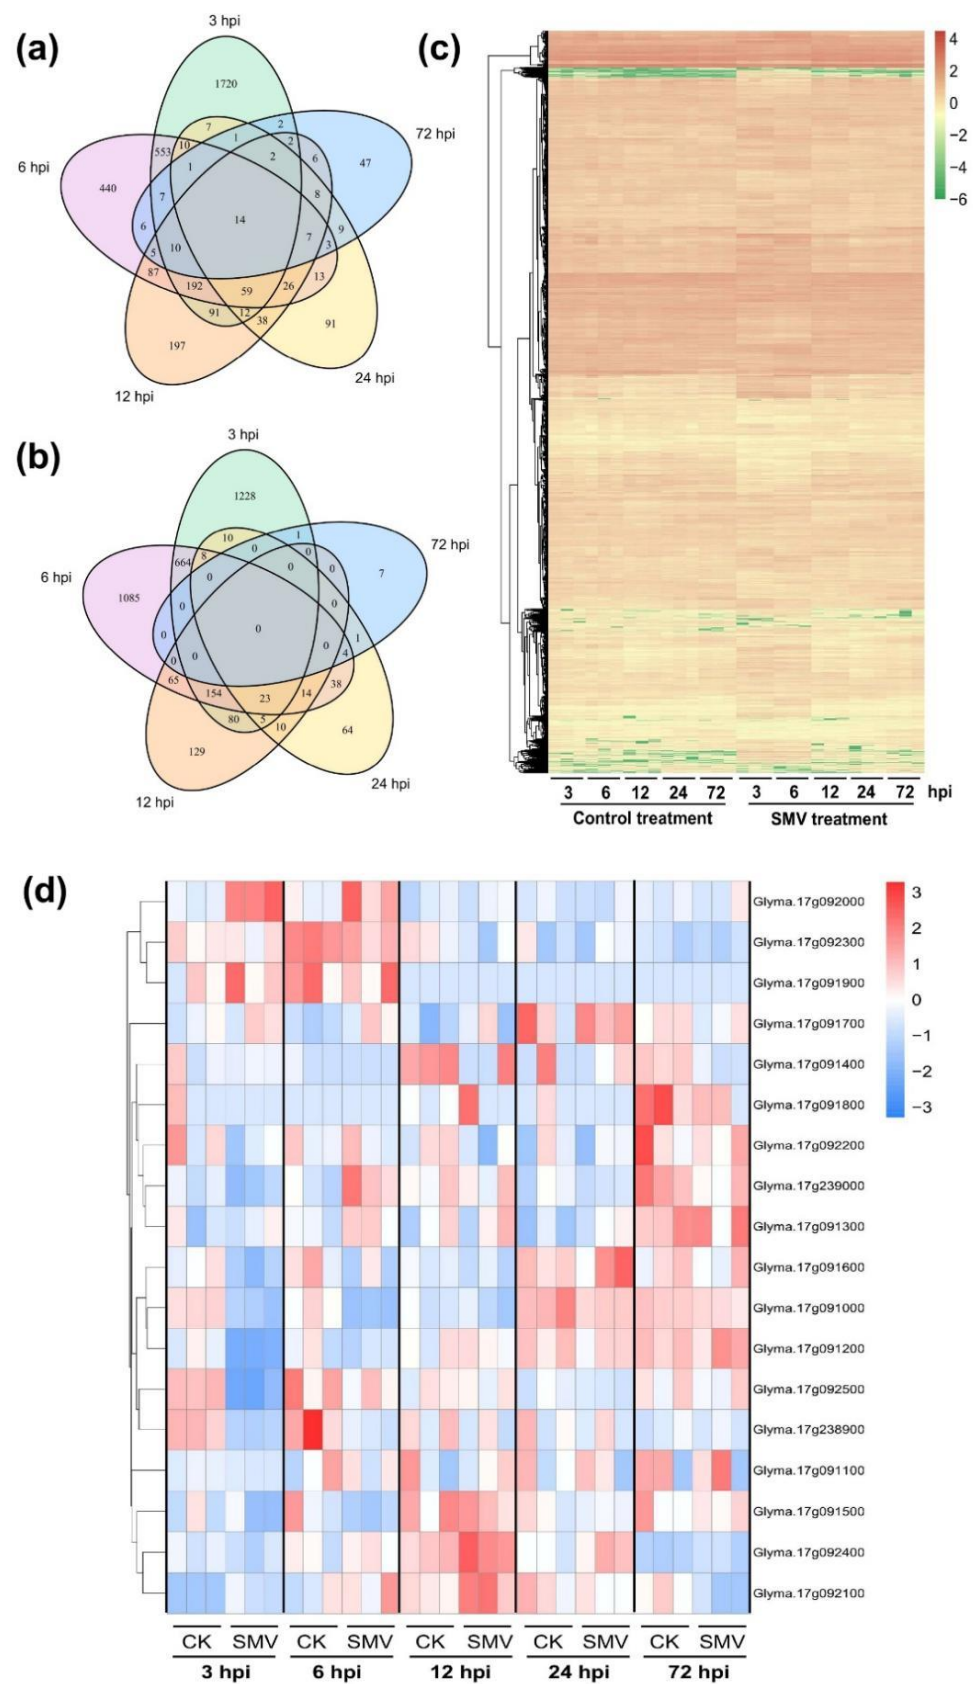 (a)
3 hpi
1720
72 hpi
7
2
1
2
553
10
2
6
47
6 hpi
1
440
7
8
14
6
9
7
3
5
10
87
13
192
59
26
91
12
38
91
197
24 hpi
12 hpi
(b)
3 hpi
1228
10
1
72 hpi
0
0
664
8
0
0
7
6 hpi
0
1085
0
0
0
0
0
1
0
0
4
65
38
154
23
14
80
5
10
64
129
24 hpi
12 hpi
(c)
4
2
0
−2
−4
−6
3 6 12 24 72 3 6 12 24 72 hpi
Control treatment SMV treatment
(d)
Glyma.17g092000
Glyma.17g092300
Glyma.17g091900
Glyma.17g091700
Glyma.17g091400
Glyma.17g091800
Glyma.17g092200
Glyma.17g239000
Glyma.17g091300
Glyma.17g091600
Glyma.17g091000
Glyma.17g091200
Glyma.17g092500
Glyma.17g238900
Glyma.17g091100
Glyma.17g091500
Glyma.17g092400
Glyma.17g092100
3
2
1
0
−1
−2
−3
CK SMV CK SMV CK SMV CK SMV CK SMV
3 hpi 6 hpi 12 hpi 24 hpi 72 hpi